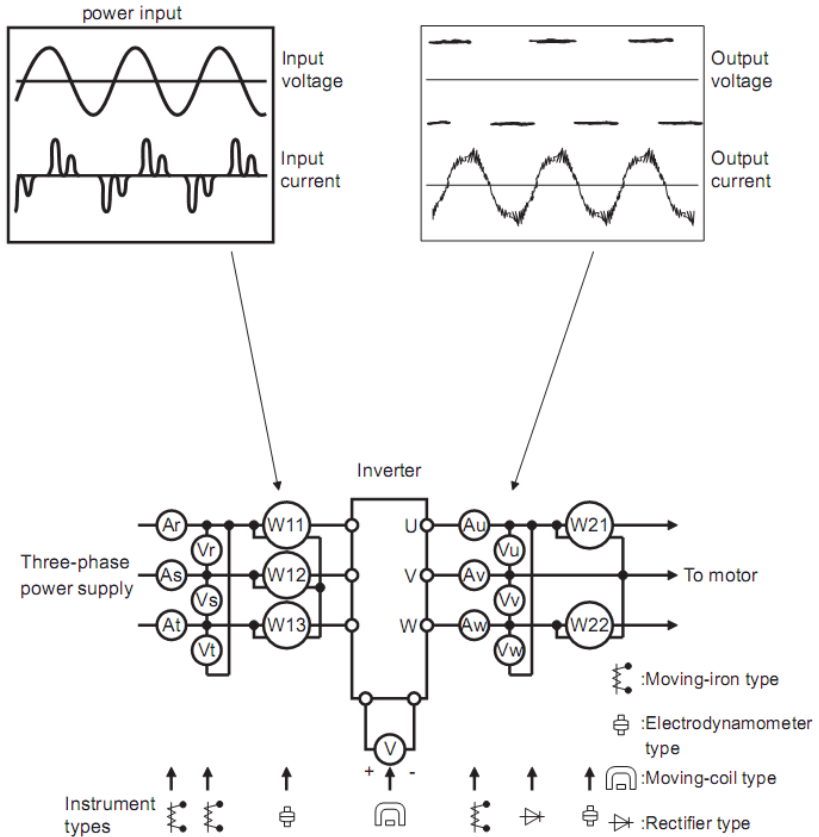 power input
Input
voltage
Input
current
Output
voltage
Output
current
Inverter
Three-phase
power supply
Ar
As
At
Vr
Vs
Vt
W11
W12
W13
U
V
W
Au
Av
Aw
Vu
Vv
Vw
W21
W22
To motor
+ V -
:Moving-iron type
:Electrodynamometer
type
:Moving-coil type
:Rectifier type
Instrument
types